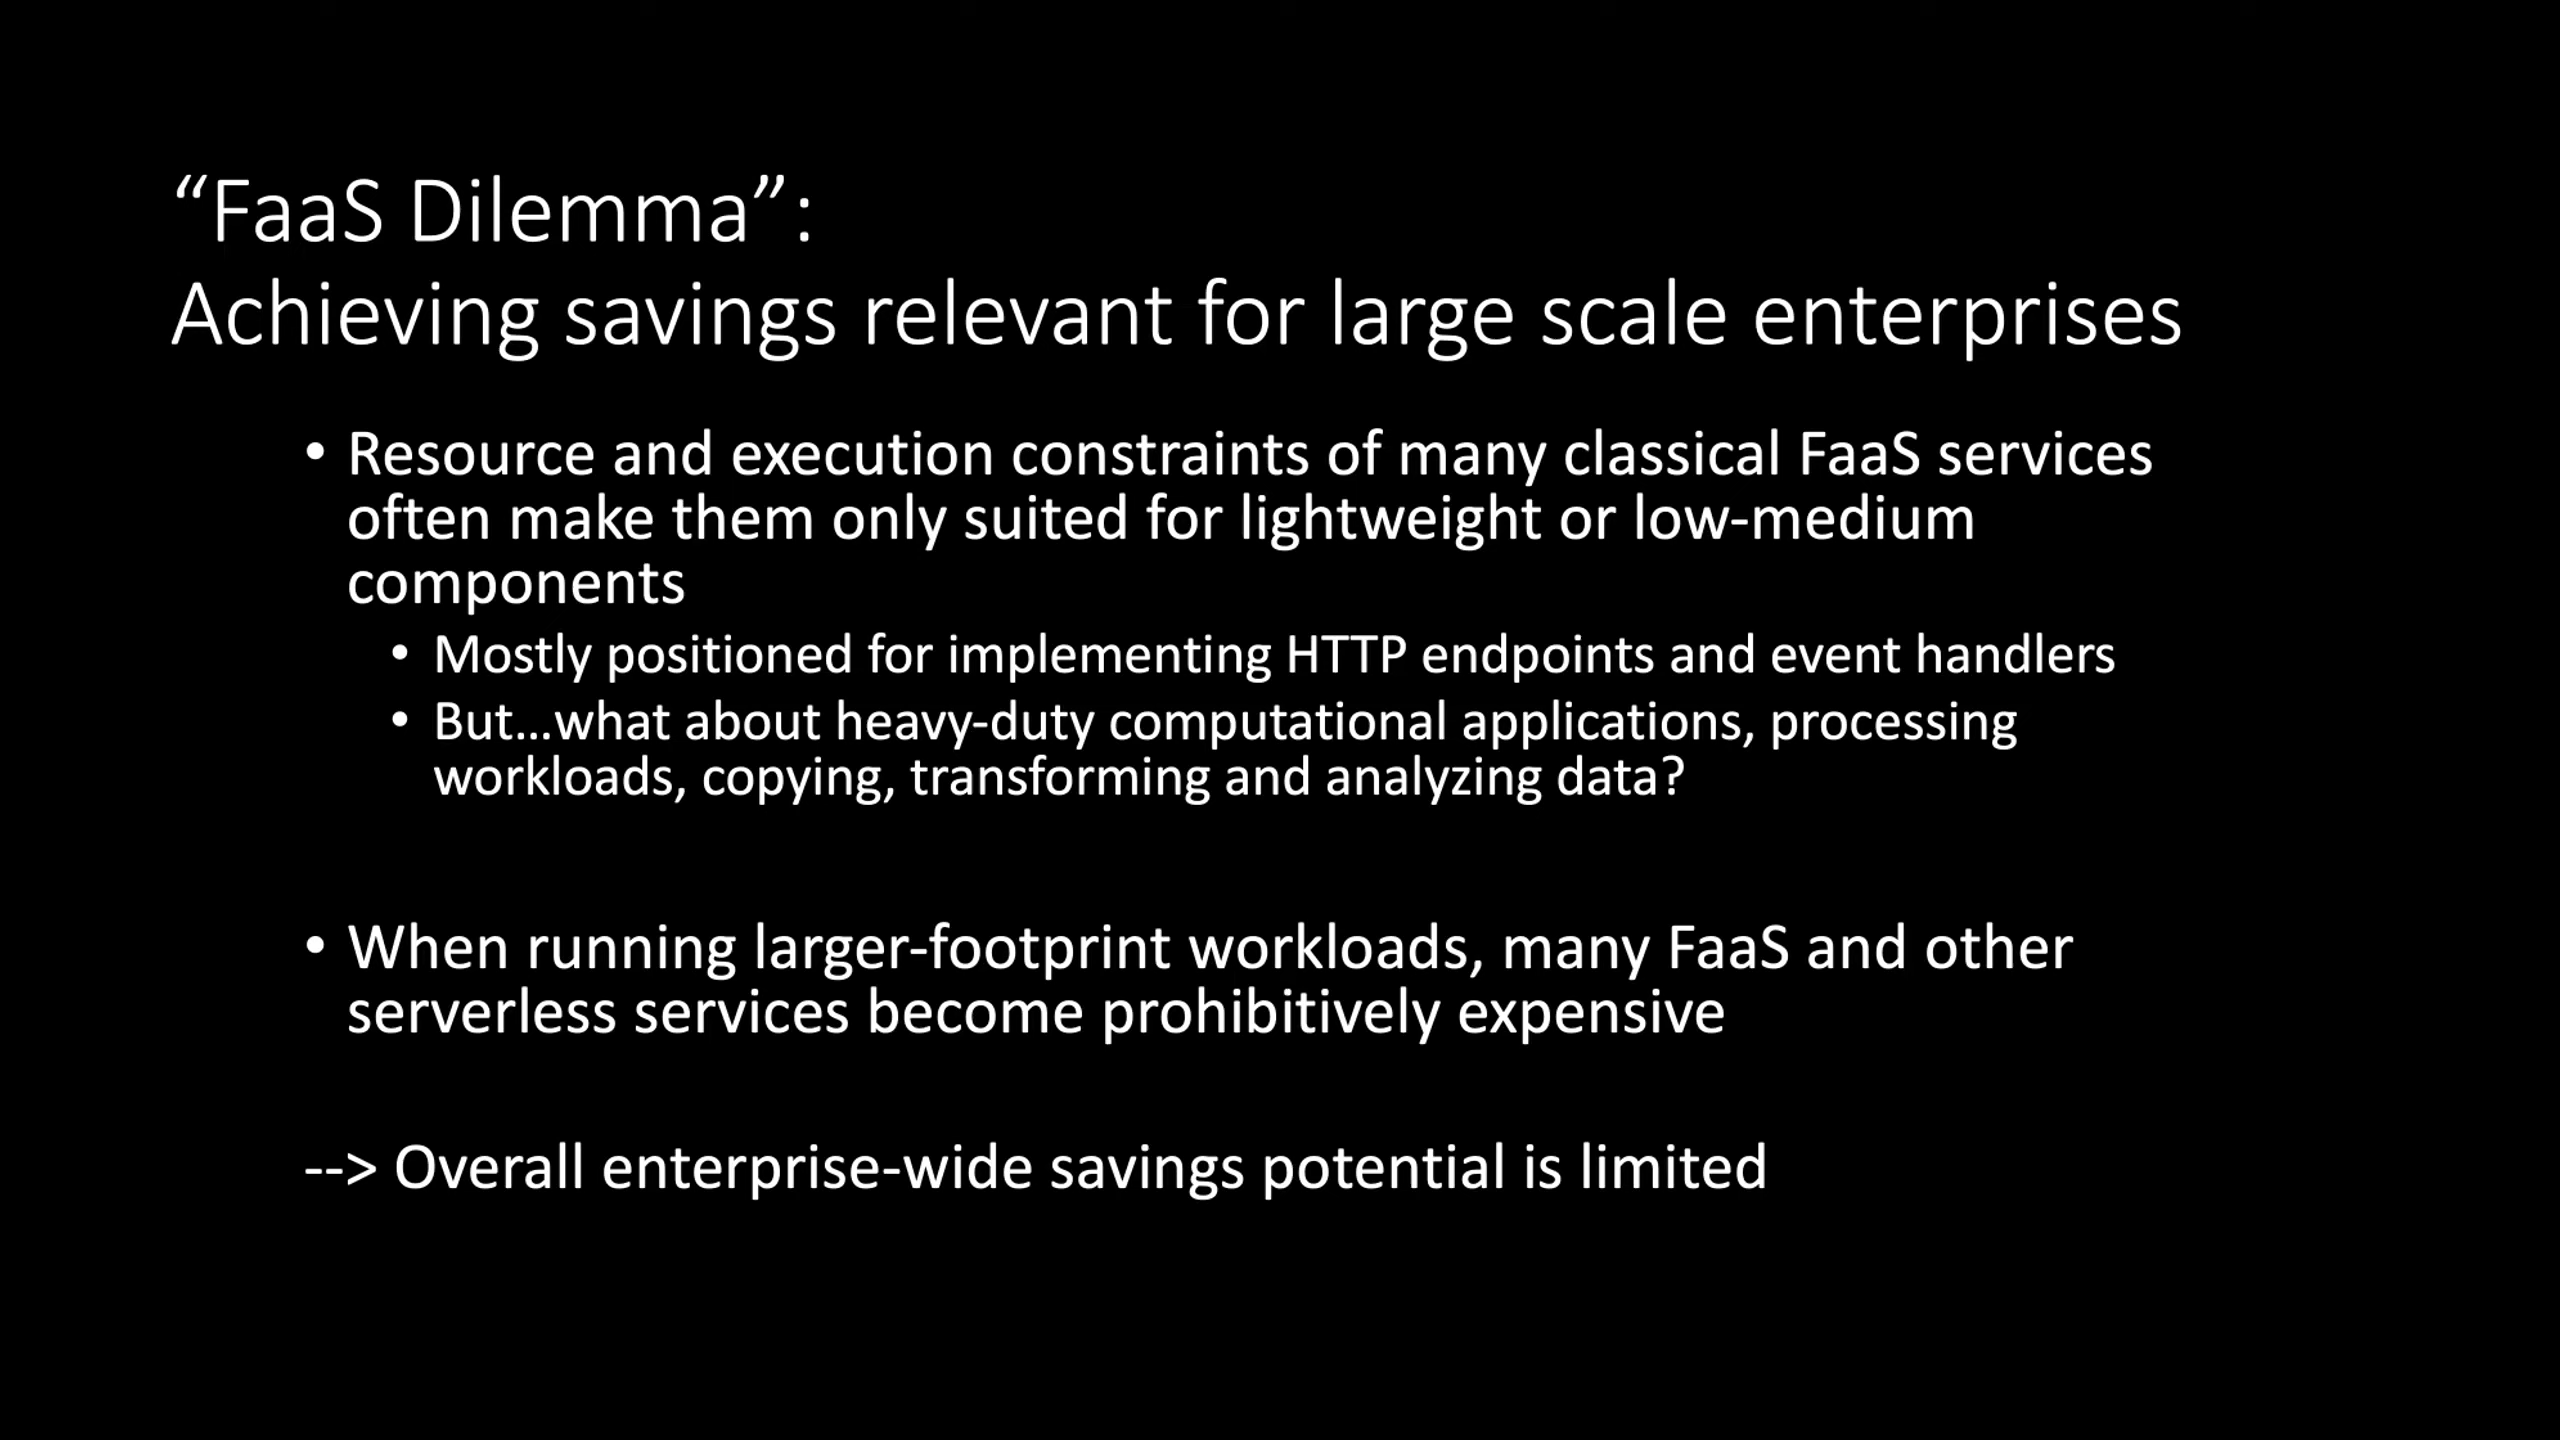 “FaaS Dilemma”:
Achieving savings relevant for large scale enterprises
• Resource and execution constraints of many classical FaaS services
often make them only suited for lightweight or low-medium
components
• Mostly positioned for implementing HTTP endpoints and event handlers
• But...what about heavy-duty computational applications, processing
workloads, copying, transforming and analyzing data?
• When running larger-footprint workloads, many FaaS and other
serverless services become prohibitively expensive
--> Overall enterprise-wide savings potential is limited